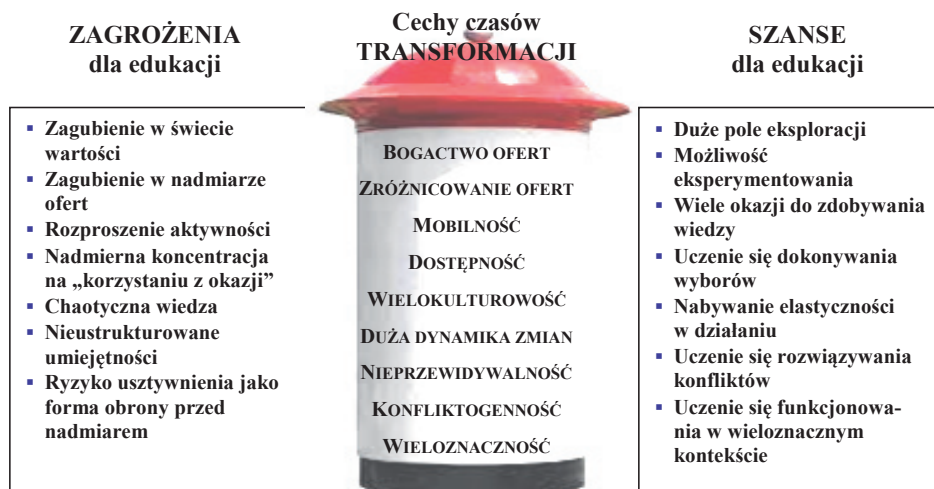 ZAGROŻENIA
dla edukacji
▪ Zagubienie w świecie
wartości
▪ Zagubienie w nadmiarze
ofert
▪ Rozproszenie aktywności
▪ Nadmierna koncentracja
na „korzystaniu z okazji”
▪ Chaotyczna wiedza
▪ Nieustrukturowane
umiejętności
▪ Ryzyko usztywnienia jako
forma obrony przed
nadmiarem
Cechy czasów
TRANSFORMACJI
BOGACTWO OFERT
ZRÓŻNICOWANIE OFERT
MOBILNOŚĆ
DOSTĘPNOŚĆ
WIELOKULTUROWOŚĆ
DUŻA DYNAMIKA ZMIAN
NIEPRZEWIDYWALNOŚĆ
KONFLIKTOGENNOŚĆ
WIELOZNACZNOŚĆ
SZANSE
dla edukacji
▪ Duże pole eksploracji
▪ Możliwość
eksperymentowania
▪ Wiele okazji do zdobywania
wiedzy
▪ Uczenie się dokonywania
wyborów
▪ Nabywanie elastyczności
w działaniu
▪ Uczenie się rozwiązywania
konfliktów
▪ Uczenie się funkcjonowa-
nia w wieloznacznym
kontekście